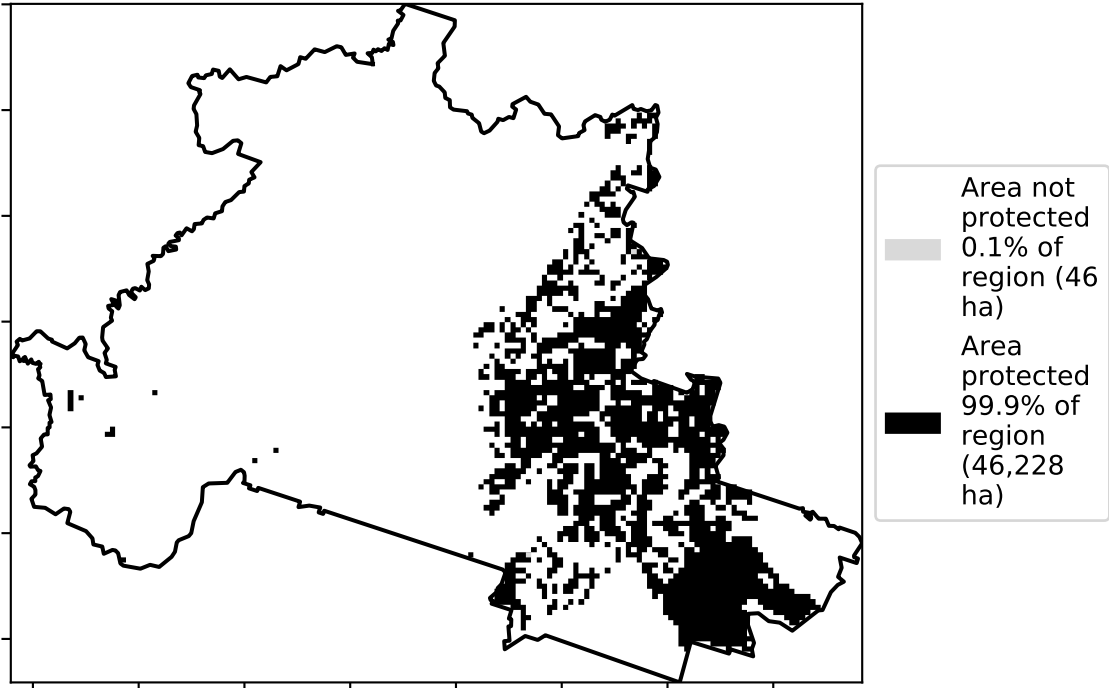 Area not
protected
0.1% of
region (46
ha)
Area
protected
99.9% of
region
(46,228
ha)